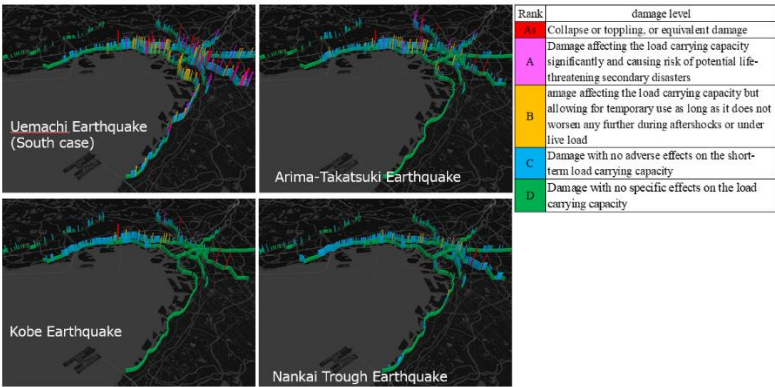 Uemachi Earthquake
(South case)
Arima-Takatsuki Earthquake
Kobe Earthquake
Nankai Trough Earthquake
Rank damage level
As Collapse or toppling, or equivalent damage
A Damage affecting the load carrying capacity
significantly and causing risk of potential life-
threatening secondary disasters
B amage affecting the load carrying capacity but
allowing for temporary use as long as it does not
worsen any further during aftershocks or under
live load
C Damage with no adverse effects on the short-
term load carrying capacity
D Damage with no specific effects on the load
carrying capacity